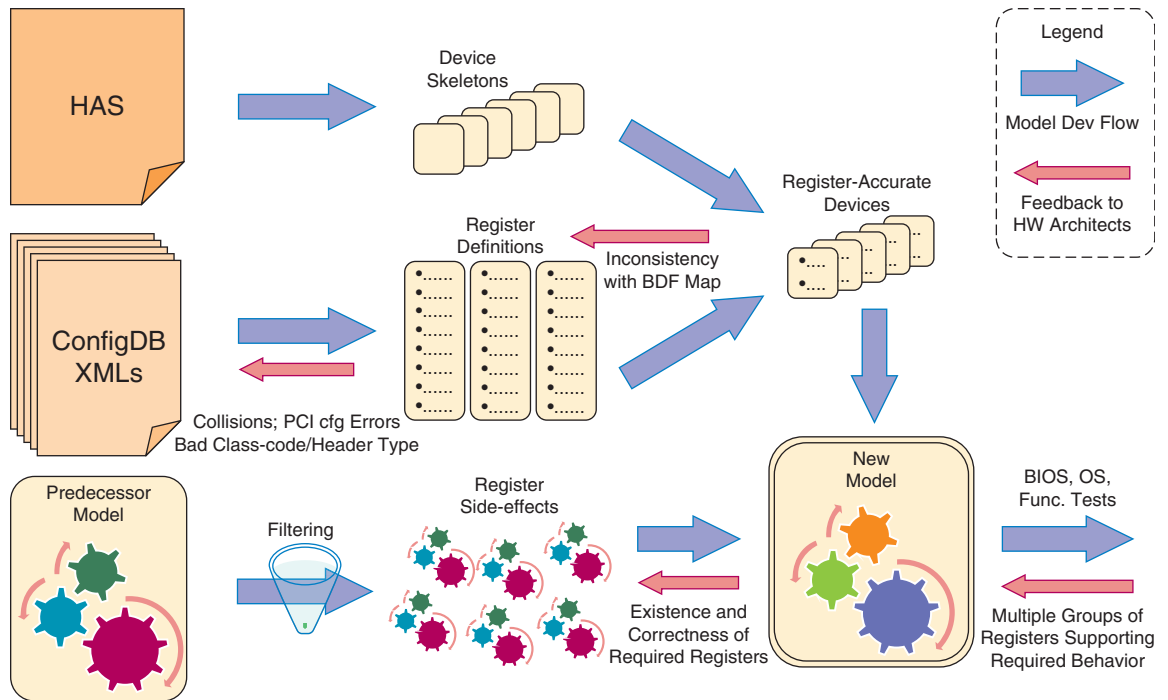 HAS
Device
Skeletons
Legend
Model Dev Flow
Feedback to
HW Architects
Register-Accurate
Devices
Register
Definitions
Inconsistency
with BDF Map
ConfigDB
XMLs
Collisions; PCI cfg Errors
Bad Class-code/Header Type
Predecessor
Model
Filtering
Register
Side-effects
Existence and
Correctness of
Required Registers
New
Model
BIOS, OS,
Func. Tests
Multiple Groups of
Registers Supporting
Required Behavior